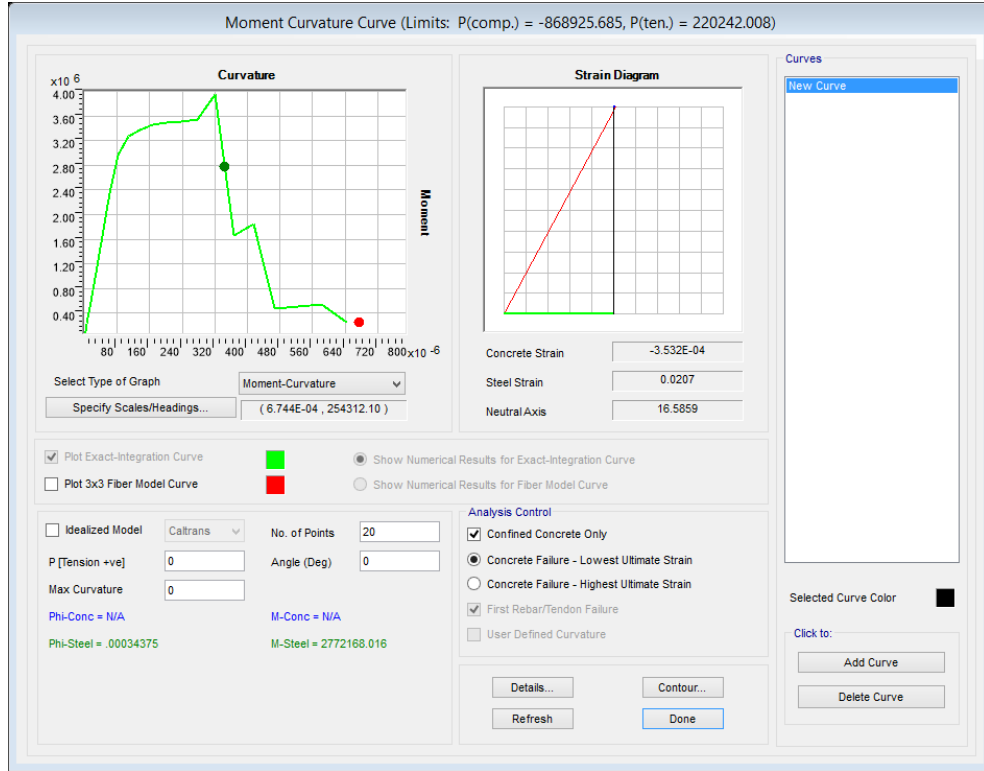 Moment Curvature Curve (Limits:  P(comp.) = -868925.685, P(ten.) = 220242.008)
Curvature
x10 6
4.00
3.60
3.20
2.80
2.40
2.00
1.60
1.20
0.80
0.40
80 160 240 320 400 480 560 640 720 800 x10 -6
Moment
Select Type of Graph
Moment-Curvature
Specify Scales/Headings...
( 6.744E-04 , 254312.10 )
Strain Diagram
Concrete Strain
-3.532E-04
Steel Strain
0.0207
Neutral Axis
16.5859
Curves
New Curve
Plot Exact-Integration Curve
Show Numerical Results for Exact-Integration Curve
Plot 3x3 Fiber Model Curve
Show Numerical Results for Fiber Model Curve
Idealized Model
Caltrans
No. of Points
20
P [Tension +ve]
0
Angle (Deg)
0
Max Curvature
0
Phi-Conc = N/A
M-Conc = N/A
Phi-Steel = .00034375
M-Steel = 2772168.016
Analysis Control
Confined Concrete Only
Concrete Failure - Lowest Ultimate Strain
Concrete Failure - Highest Ultimate Strain
First Rebar/Tendon Failure
User Defined Curvature
Details...
Contour...
Refresh
Done
Selected Curve Color
Click to:
Add Curve
Delete Curve